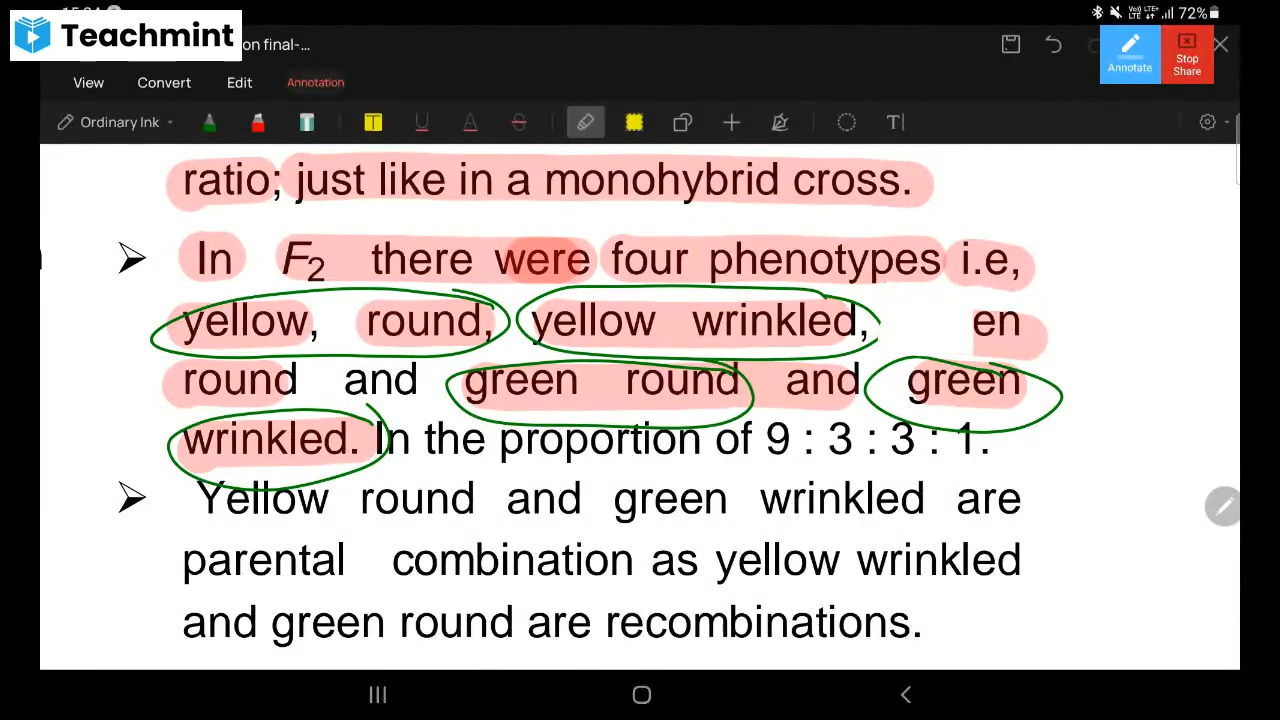 Teachmint
on final-...
72%
Annotate
Stop
Share
View Convert Edit Annotation
Ordinary Ink
ratio; just like in a monohybrid cross.
➢ In F2 there were four phenotypes i.e,
yellow, round, yellow wrinkled, en
round and green round and green
wrinkled. In the proportion of 9 : 3 : 3 : 1.
➢ Yellow round and green wrinkled are
parental combination as yellow wrinkled
and green round are recombinations.